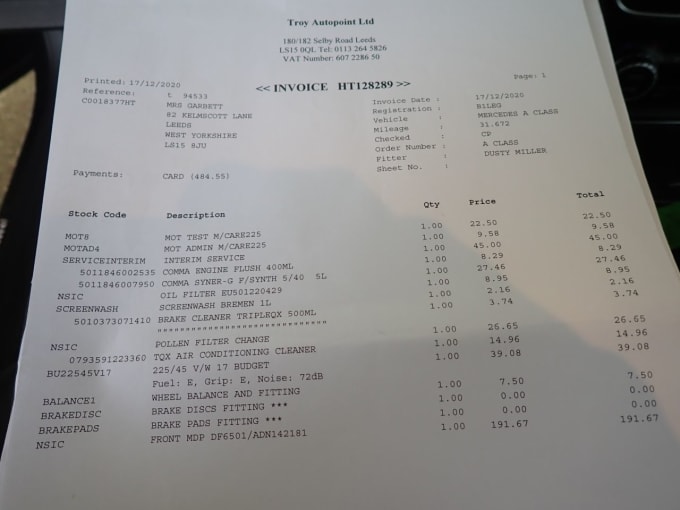 Troy Autopoint Ltd
180/182 Selby Road Leeds
LS15 0QL Tel: 0113 264 5826
VAT Number: 607 2286 50
Printed: 17/12/2020
<< INVOICE HT128289 >>
Page: 1
Reference: t 94533
C0018377HT MRS GARBETT
82 KELMSCOTT LANE
LEEDS
WEST YORKSHIRE
LS15 8JU
Invoice Date : 17/12/2020
Registration : B1LEG
Vehicle : MERCEDES A CLASS
Mileage : 31.672
Checked : CP
Order Number : A CLASS
Fitter : DUSTY MILLER
Sheet No. :
Payments: CARD (484.55)
Stock Code Description Qty Price Total
MOT8 MOT TEST M/CARE225 1.00 22.50 22.50
MOTAD4 MOT ADMIN M/CARE225 1.00 9.58 9.58
SERVICEINTERIM INTERIM SERVICE 1.00 45.00 45.00
5011846002535 COMMA ENGINE FLUSH 400ML 1.00 8.29 8.29
5011846007950 COMMA SYNER-G F/SYNTH 5/40 5L 1.00 27.46 27.46
NSIC OIL FILTER EU501220429 1.00 8.95 8.95
SCREENWASH SCREENWASH BREMEN 1L 1.00 2.16 2.16
5010373071410 BRAKE CLEANER TRIPLEQX 500ML 1.00 3.74 3.74
"""""""""""""""""""""""""""""
NSIC POLLEN FILTER CHANGE 1.00 26.65 26.65
0793591223360 TQX AIR CONDITIONING CLEANER 1.00 14.96 14.96
BU22545V17 225/45 V/W 17 BUDGET 1.00 39.08 39.08
Fuel: E, Grip: E, Noise: 72dB
BALANCE1 WHEEL BALANCE AND FITTING 1.00 7.50 7.50
BRAKEDISC BRAKE DISCS FITTING *** 1.00 0.00 0.00
BRAKEPADS BRAKE PADS FITTING *** 1.00 0.00 0.00
NSIC FRONT MDP DF6501/ADN142181 1.00 191.67 191.67